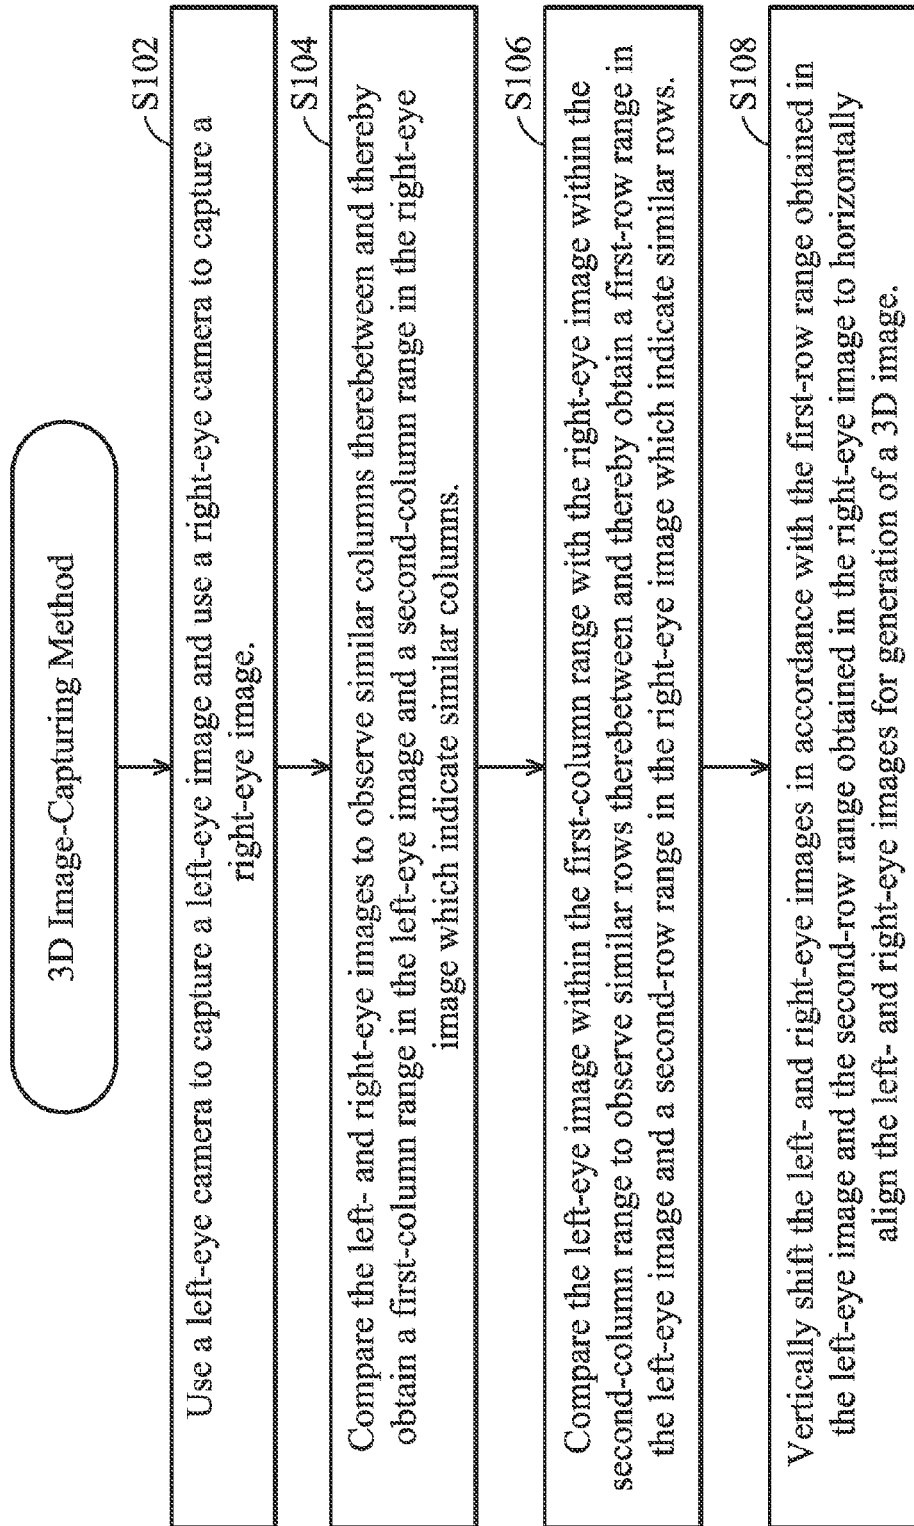 3D Image-Capturing Method
S102
Use a left-eye camera to capture a left-eye image and use a right-eye camera to capture a
right-eye image.
S104
Compare the left- and right-eye images to observe similar columns therebetween and thereby
obtain a first-column range in the left-eye image and a second-column range in the right-eye
image which indicate similar columns.
S106
Compare the left-eye image within the first-column range with the right-eye image within the
second-column range to observe similar rows therebetween and thereby obtain a first-row range in
the left-eye image and a second-row range in the right-eye image which indicate similar rows.
S108
Vertically shift the left- and right-eye images in accordance with the first-row range obtained in
the left-eye image and the second-row range obtained in the right-eye image to horizontally
align the left- and right-eye images for generation of a 3D image.